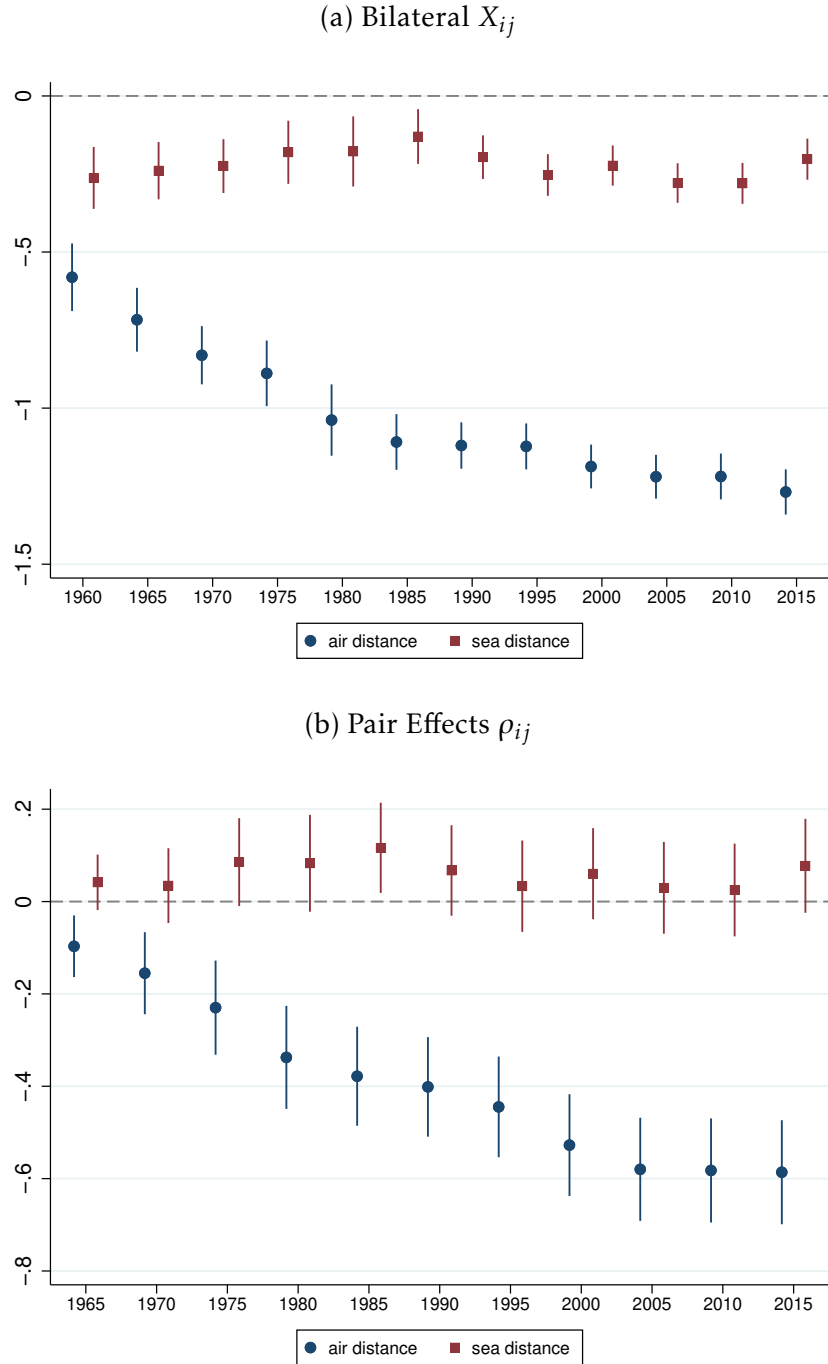 (a) Bilateral Xij
0
-.5
-1
-1.5
1960 1965 1970 1975 1980 1985 1990 1995 2000 2005 2010 2015
air distance sea distance
(b) Pair Effects ρij
.2
0
-.2
-.4
-.6
-.8
1965 1970 1975 1980 1985 1990 1995 2000 2005 2010 2015
air distance sea distance